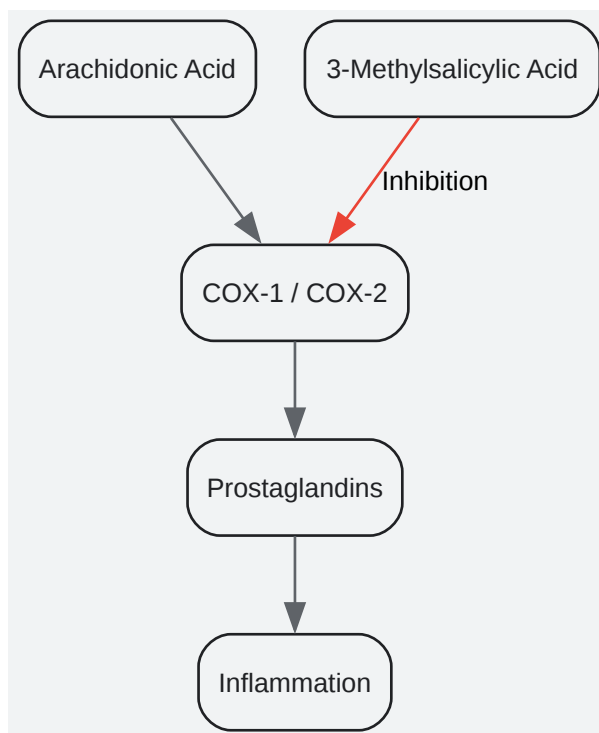 Arachidonic Acid
3-Methylsalicylic Acid
Inhibition
COX-1 / COX-2
Prostaglandins
Inflammation